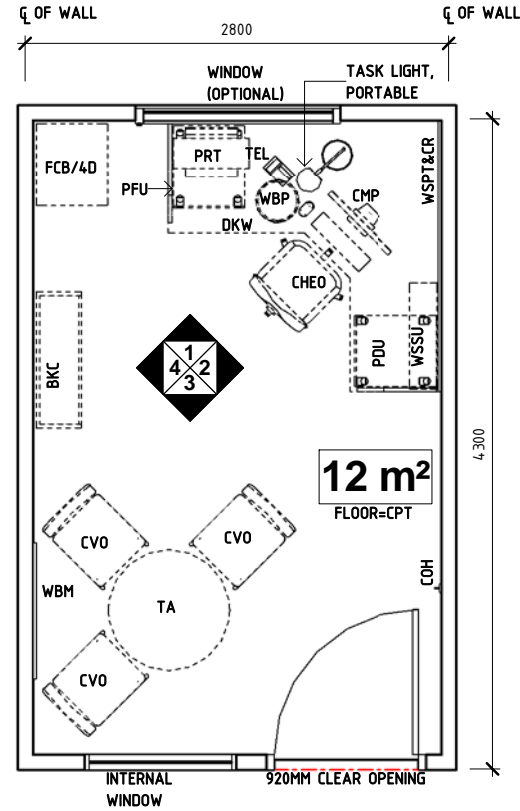 ℄ OF WALL
℄ OF WALL
2800
WINDOW
(OPTIONAL)
TASK LIGHT,
PORTABLE
FCB/4D
PRT
TEL
PFU
WBP
CMP
WSPT&CR
DKW
CHEO
1
4 2
3
BKC
PDU
WSSU
4300
12 m²
FLOOR=CPT
CVO
CVO
WBM
TA
COH
CVO
INTERNAL
WINDOW
920MM CLEAR OPENING